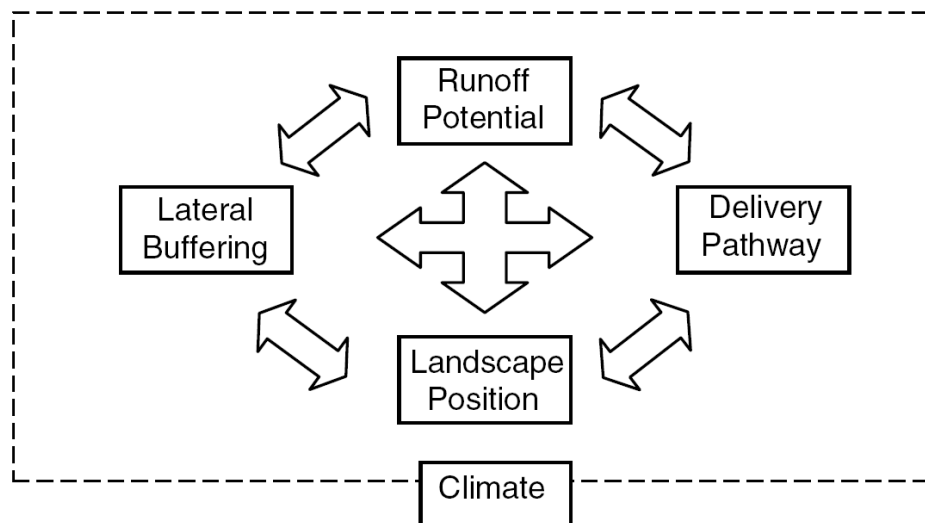 Runoff
Potential
Lateral
Buffering
Delivery
Pathway
Landscape
Position
Climate